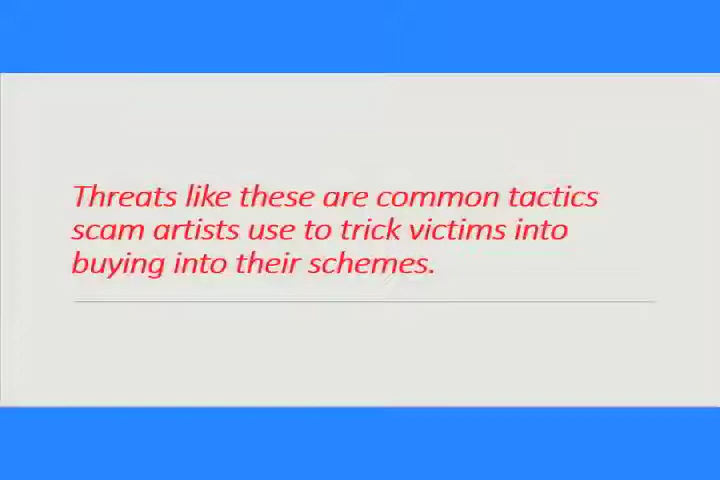 Threats like these are common tactics
scam artists use to trick victims into
buying into their schemes.